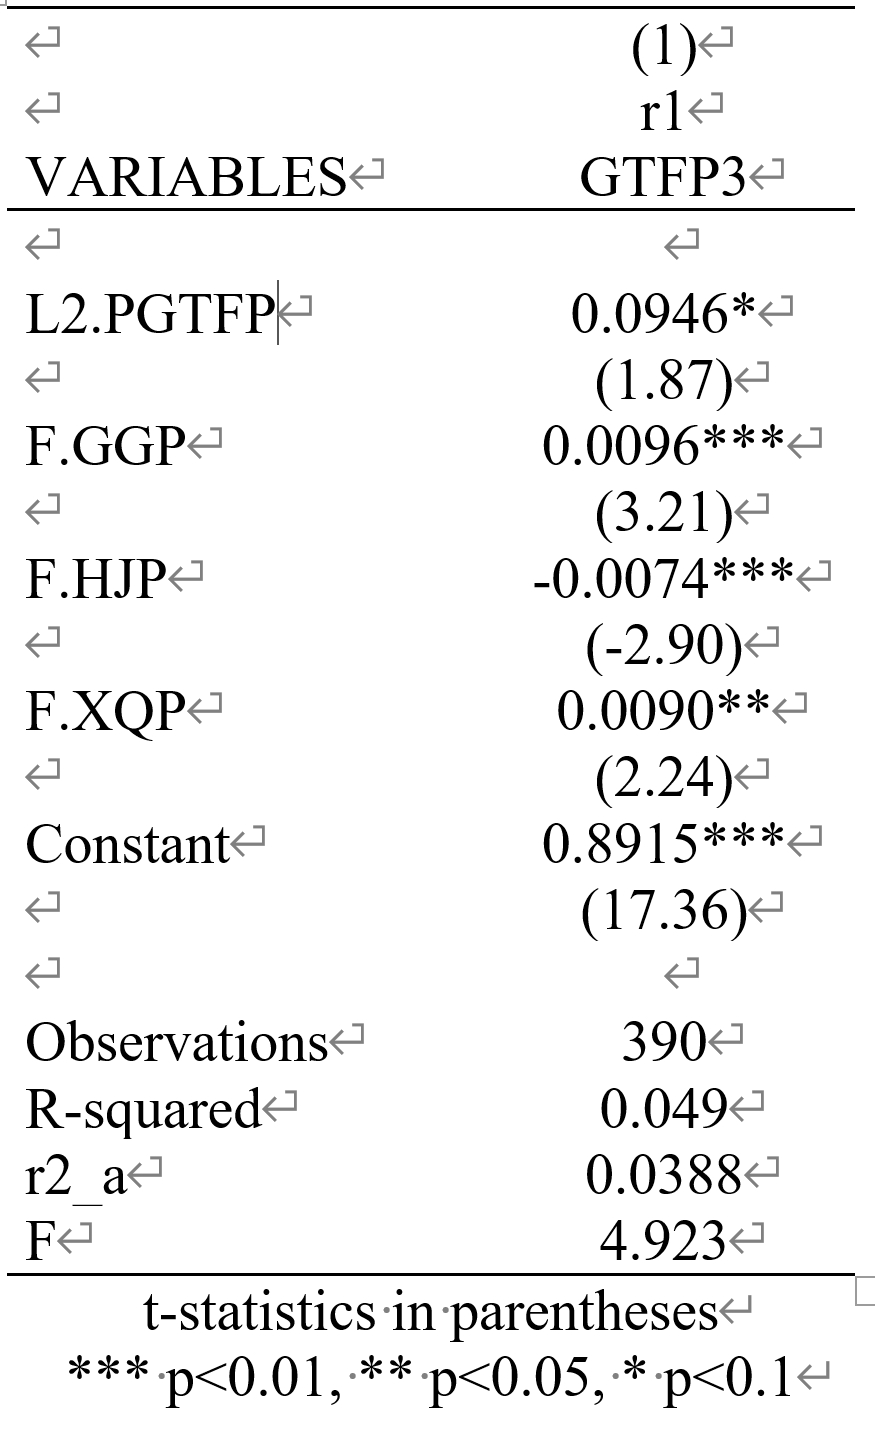 (1)
r1
VARIABLES GTFP3
L2.PGTFP 0.0946*
(1.87)
F.GGP 0.0096***
(3.21)
F.HJP -0.0074***
(-2.90)
F.XQP 0.0090**
(2.24)
Constant 0.8915***
(17.36)
Observations 390
R-squared 0.049
r2_a 0.0388
F 4.923
t-statistics in parentheses
*** p<0.01, ** p<0.05, * p<0.1